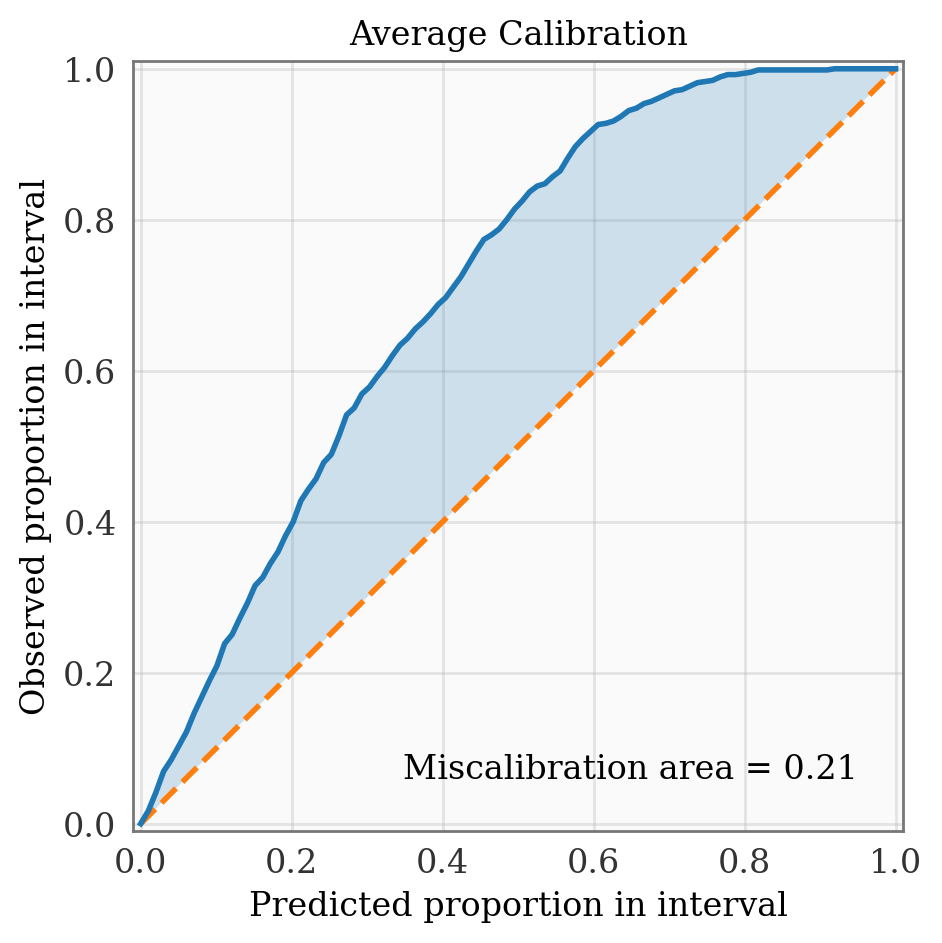 Average Calibration
1.0
0.8
0.6
0.4
0.2
0.0
Observed proportion in interval
Miscalibration area = 0.21
0.0 0.2 0.4 0.6 0.8 1.0
Predicted proportion in interval